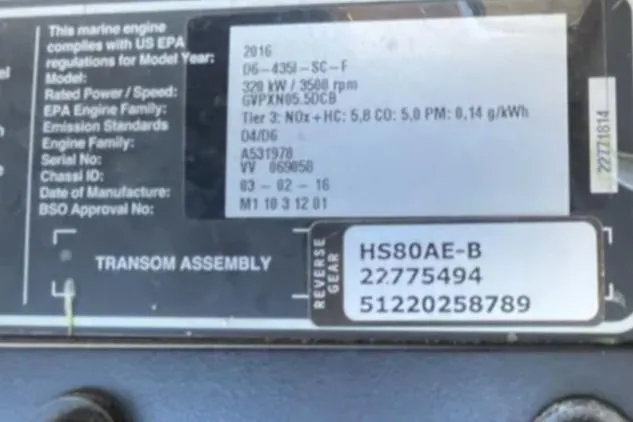 This marine engine
complies with US EPA
regulations for Model Year: 2016
Model: D6-435I-SC-F
Rated Power / Speed: 320 kW / 3500 rpm
EPA Engine Family: GVPXN05.5DCB
Emission Standards Tier 3: NOx+HC: 5,8 CO: 5,0 PM: 0,14 g/kWh
Engine Family: D4/D6
Serial No: A531978
Chassi ID: VV 069050
Date of Manufacture: 03-02-16
BSO Approval No: M1 10 3 12 01
22771814
TRANSOM ASSEMBLY
REVERSE
GEAR
HS80AE-B
22775494
51220258789